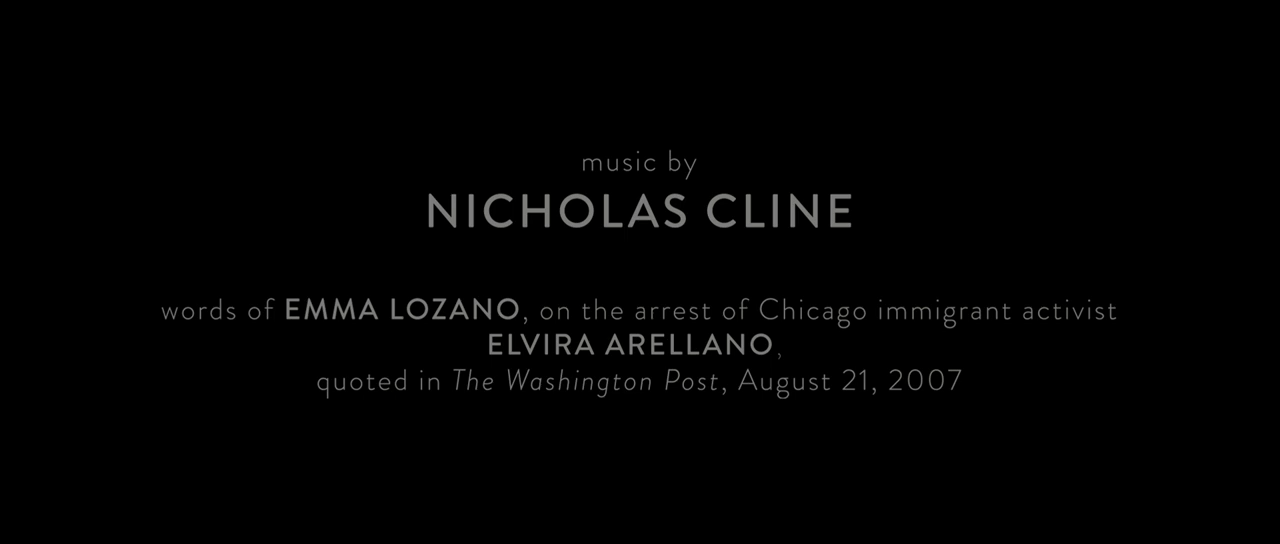 music by
NICHOLAS CLINE
words of EMMA LOZANO, on the arrest of Chicago immigrant activist
ELVIRA ARELLANO,
quoted in The Washington Post, August 21, 2007